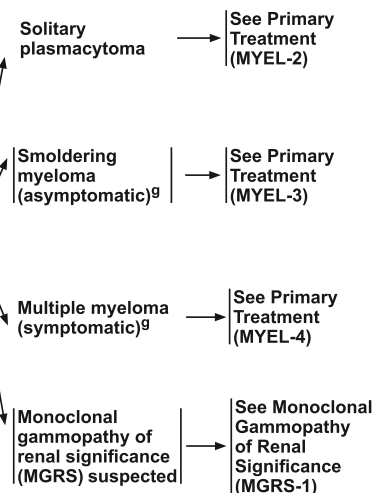 Solitary
plasmacytoma
See Primary
Treatment
(MYEL-2)
Smoldering
myeloma
(asymptomatic)g
See Primary
Treatment
(MYEL-3)
Multiple myeloma
(symptomatic)g
See Primary
Treatment
(MYEL-4)
Monoclonal
gammopathy of
renal significance
(MGRS) suspected
See Monoclonal
Gammopathy
of Renal
Significance
(MGRS-1)